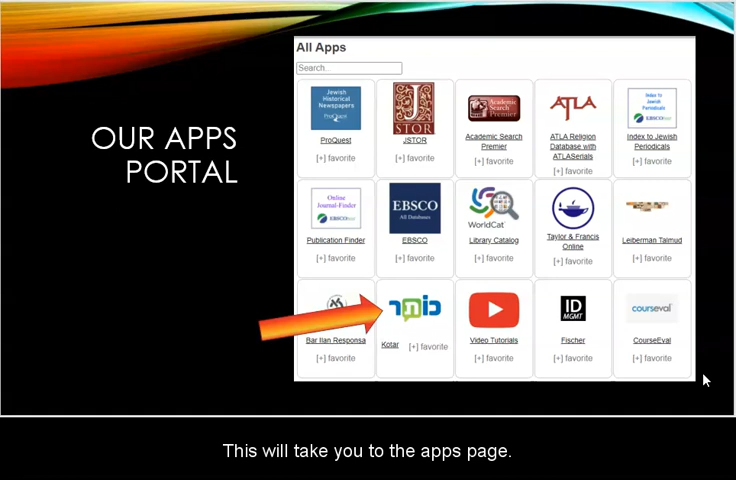 OUR APPS
PORTAL
All Apps
Search...
Jewish
Historical
Newspapers
ProQuest
ProQuest
[+] favorite
J
STOR
JSTOR
[+] favorite
Academic
Search
Premier
Academic Search
Premier
[+] favorite
ATLA
ATLA Religion
Database with
ATLASerials
[+] favorite
Index to
Jewish
Periodicals
EBSCOhost
Index to Jewish
Periodicals
[+] favorite
Online
Journal-Finder
EBSCOhost
Publication Finder
[+] favorite
EBSCO
All Databases
EBSCO
[+] favorite
WorldCat
Library Catalog
[+] favorite
Taylor & Francis
Online
[+] favorite
Leiberman Talmud
[+] favorite
Bar Ilan Responsa
[+] favorite
כותר
Kotar
[+] favorite
Video Tutorials
[+] favorite
ID
MGMT
Fischer
[+] favorite
courseval
CourseEval
[+] favorite
This will take you to the apps page.